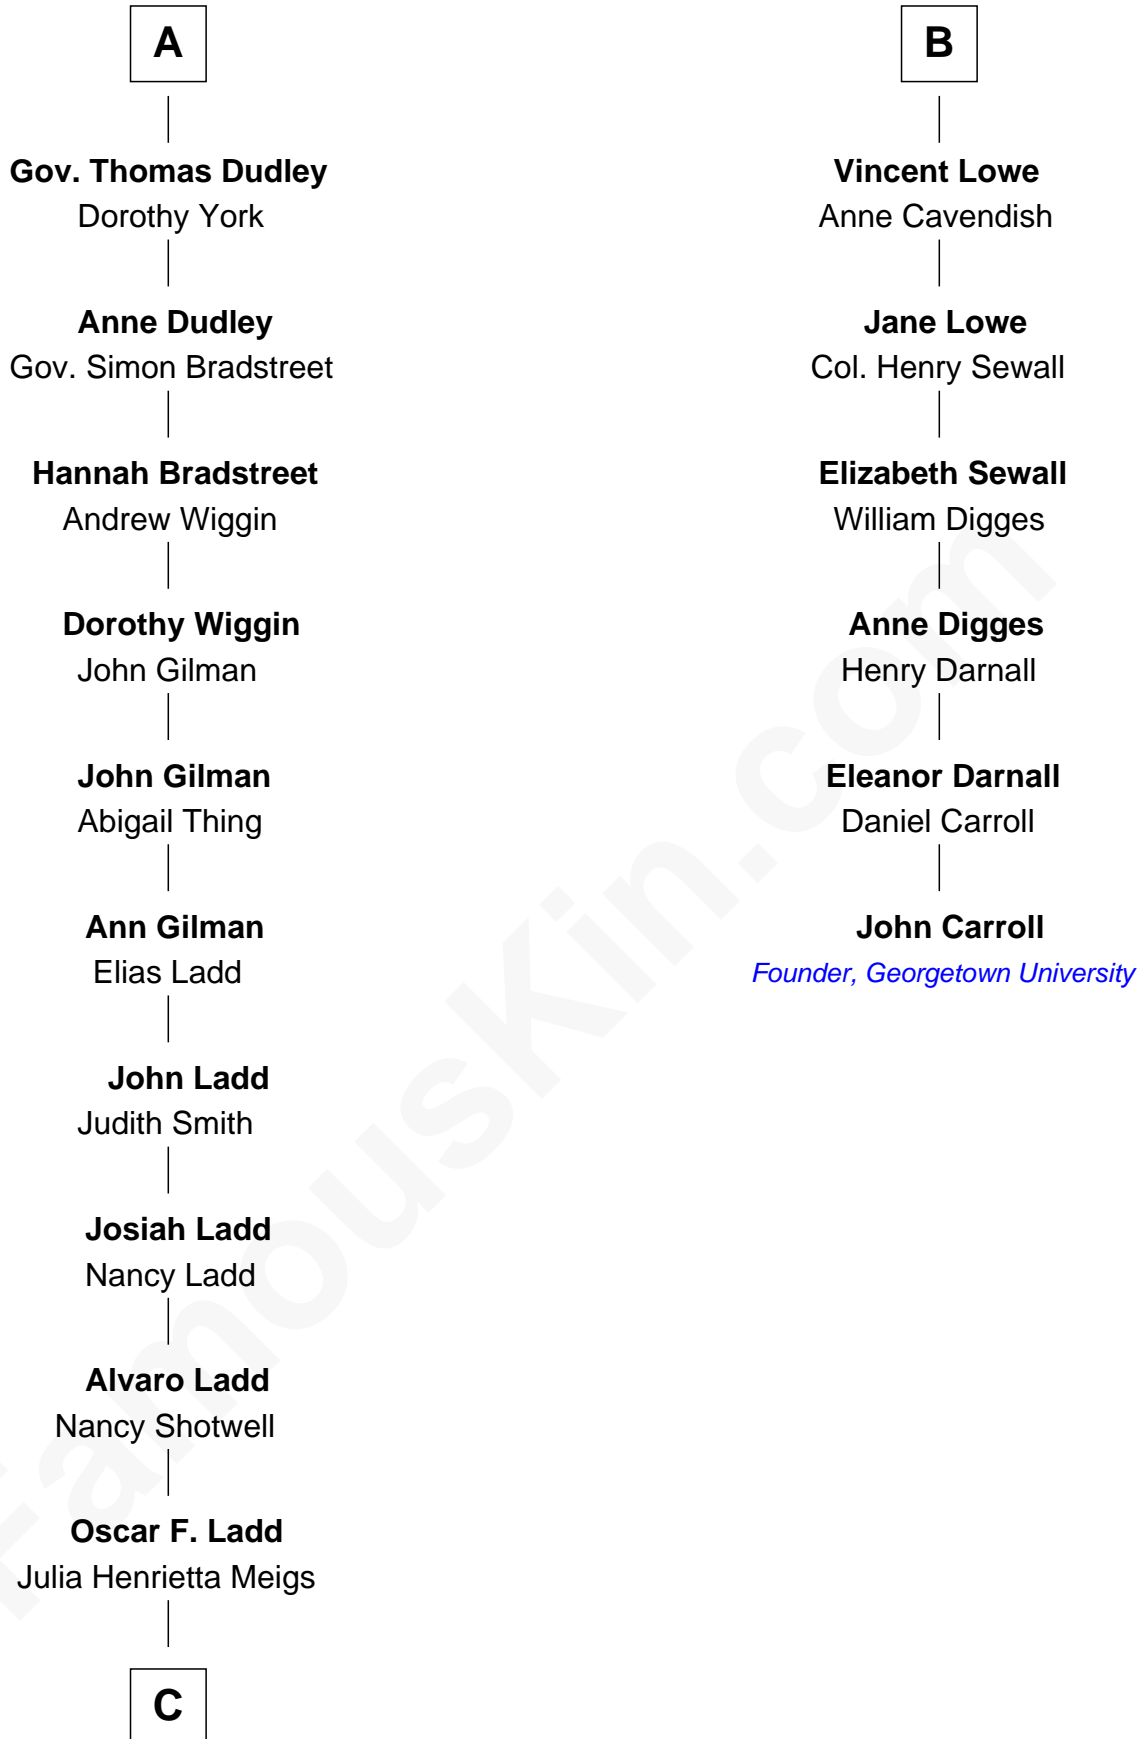 A
Gov. Thomas Dudley
Dorothy York
Anne Dudley
Gov. Simon Bradstreet
Hannah Bradstreet
Andrew Wiggin
Dorothy Wiggin
John Gilman
John Gilman
Abigail Thing
Ann Gilman
Elias Ladd
John Ladd
Judith Smith
Josiah Ladd
Nancy Ladd
Alvaro Ladd
Nancy Shotwell
Oscar F. Ladd
Julia Henrietta Meigs
C
B
Vincent Lowe
Anne Cavendish
Jane Lowe
Col. Henry Sewall
Elizabeth Sewall
William Digges
Anne Digges
Henry Darnall
Eleanor Darnall
Daniel Carroll
John Carroll
Founder, Georgetown University
FamousKin.com